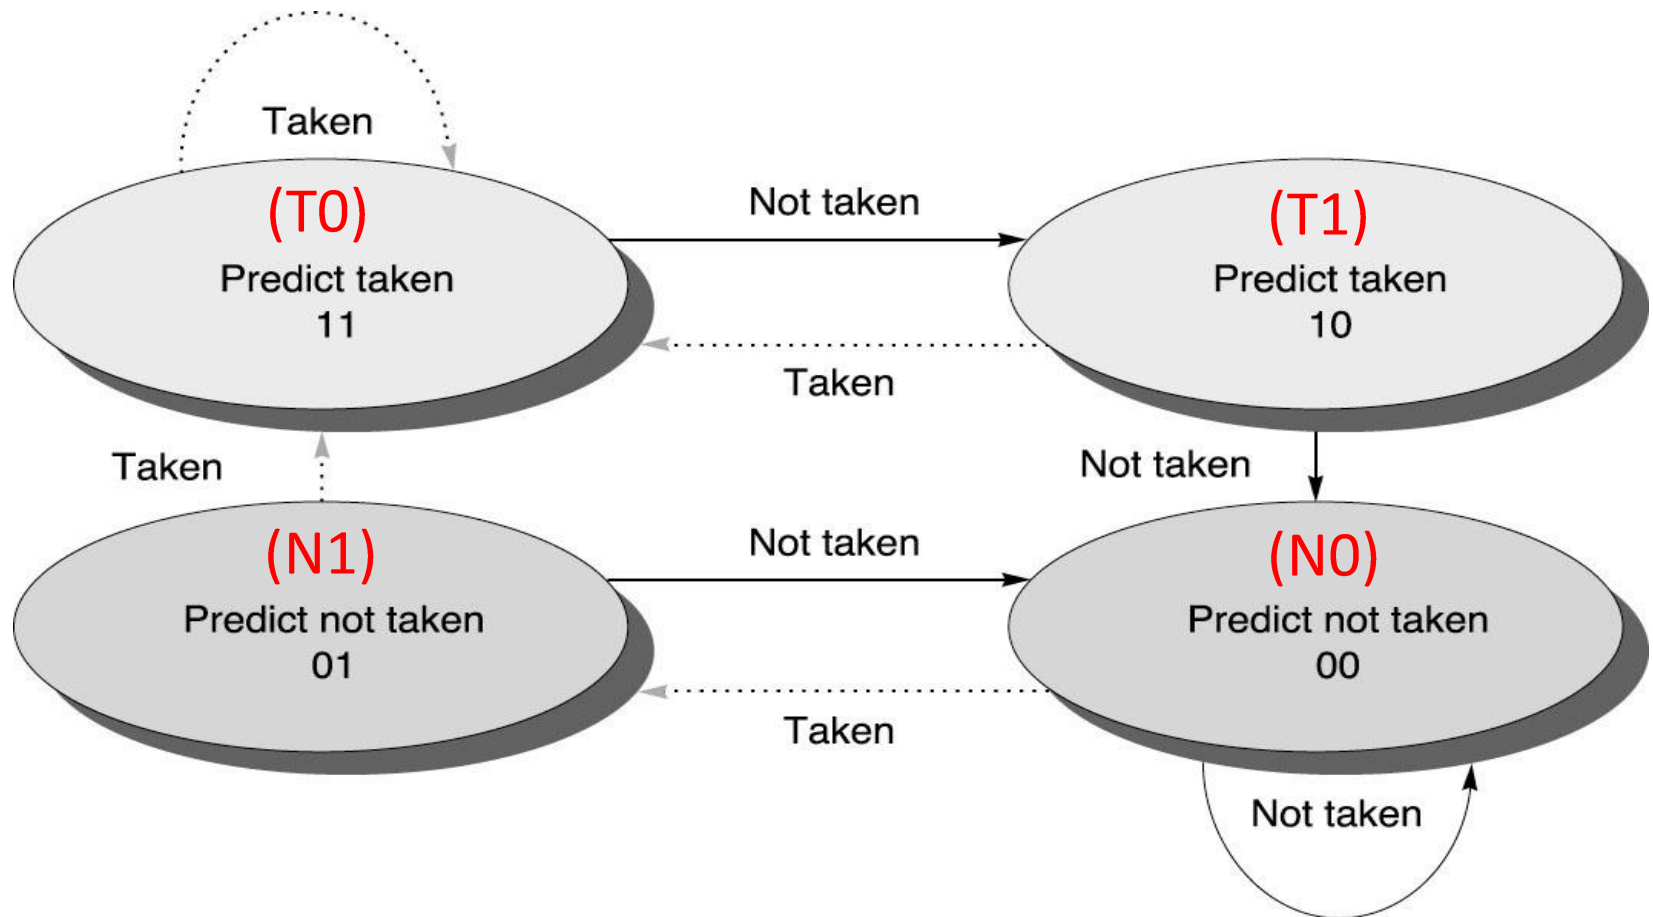 Taken
(T0)
Predict taken
11
Not taken
(T1)
Predict taken
10
Taken
Taken
Not taken
(N1)
Predict not taken
01
Not taken
(N0)
Predict not taken
00
Taken
Not taken